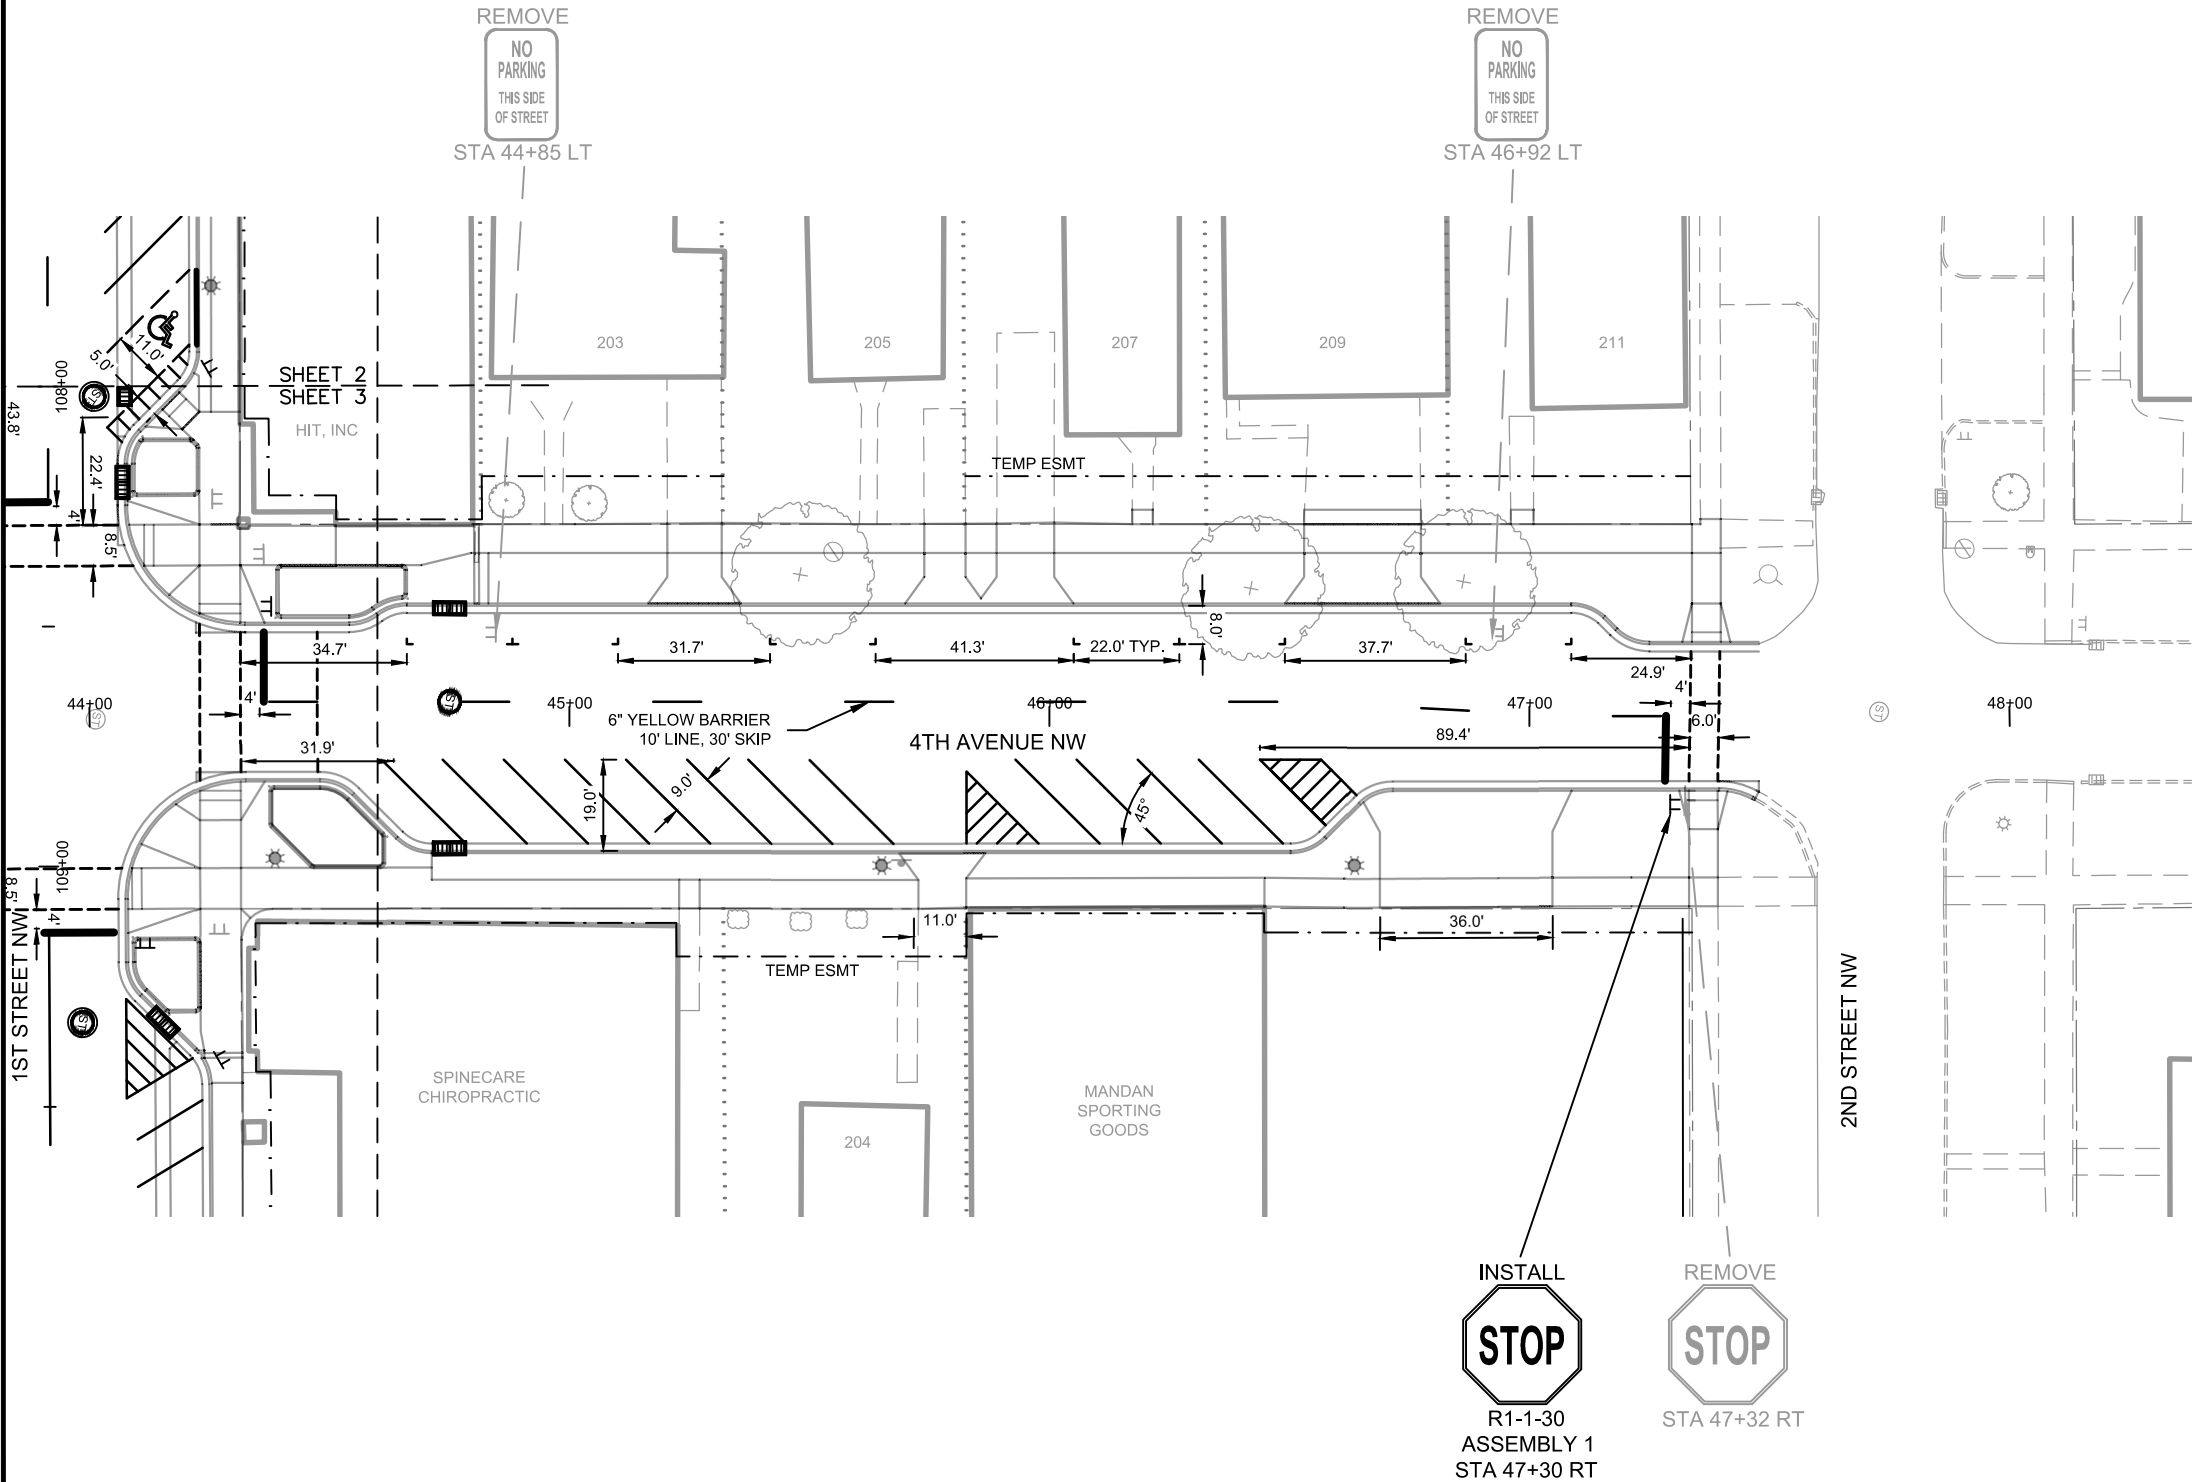 REMOVE
NO
PARKING
THIS SIDE
OF STREET
STA 44+85 LT
REMOVE
NO
PARKING
THIS SIDE
OF STREET
STA 46+92 LT
203
205
207
209
211
11.0'
5.0'
108+00
SHEET 2
SHEET 3
ST
43.8'
HIT, INC
22.4'
TEMP ESMT
4'
8.5'
8.0'
34.7'
31.7'
41.3'
22.0' TYP.
37.7'
24.9'
4'
4'
44+00
ST
ST
45+00
46+00
47+00
48+00
ST
6.0'
6" YELLOW BARRIER
10' LINE, 30' SKIP
4TH AVENUE NW
89.4'
31.9'
19.0'
9.0'
45°
109+00
8.5'
4'
11.0'
36.0'
TEMP ESMT
1ST STREET NW
ST
2ND STREET NW
SPINECARE
CHIROPRACTIC
204
MANDAN
SPORTING
GOODS
INSTALL
STOP
R1-1-30
ASSEMBLY 1
STA 47+30 RT
REMOVE
STOP
STA 47+32 RT